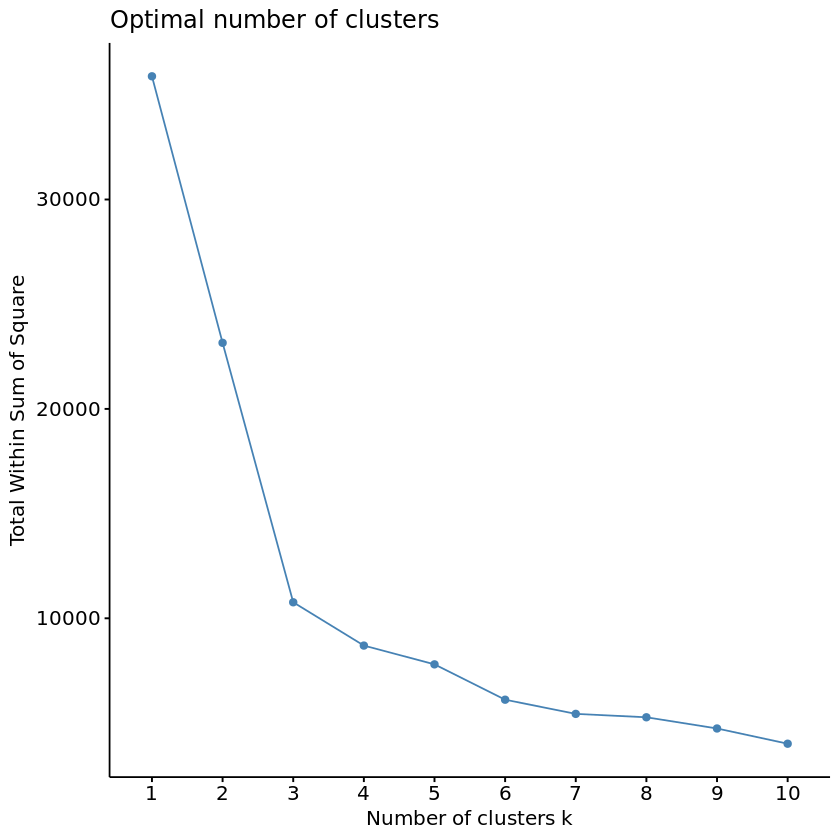 Optimal number of clusters
Total Within Sum of Square
30000
20000
10000
1 2 3 4 5 6 7 8 9 10
Number of clusters k